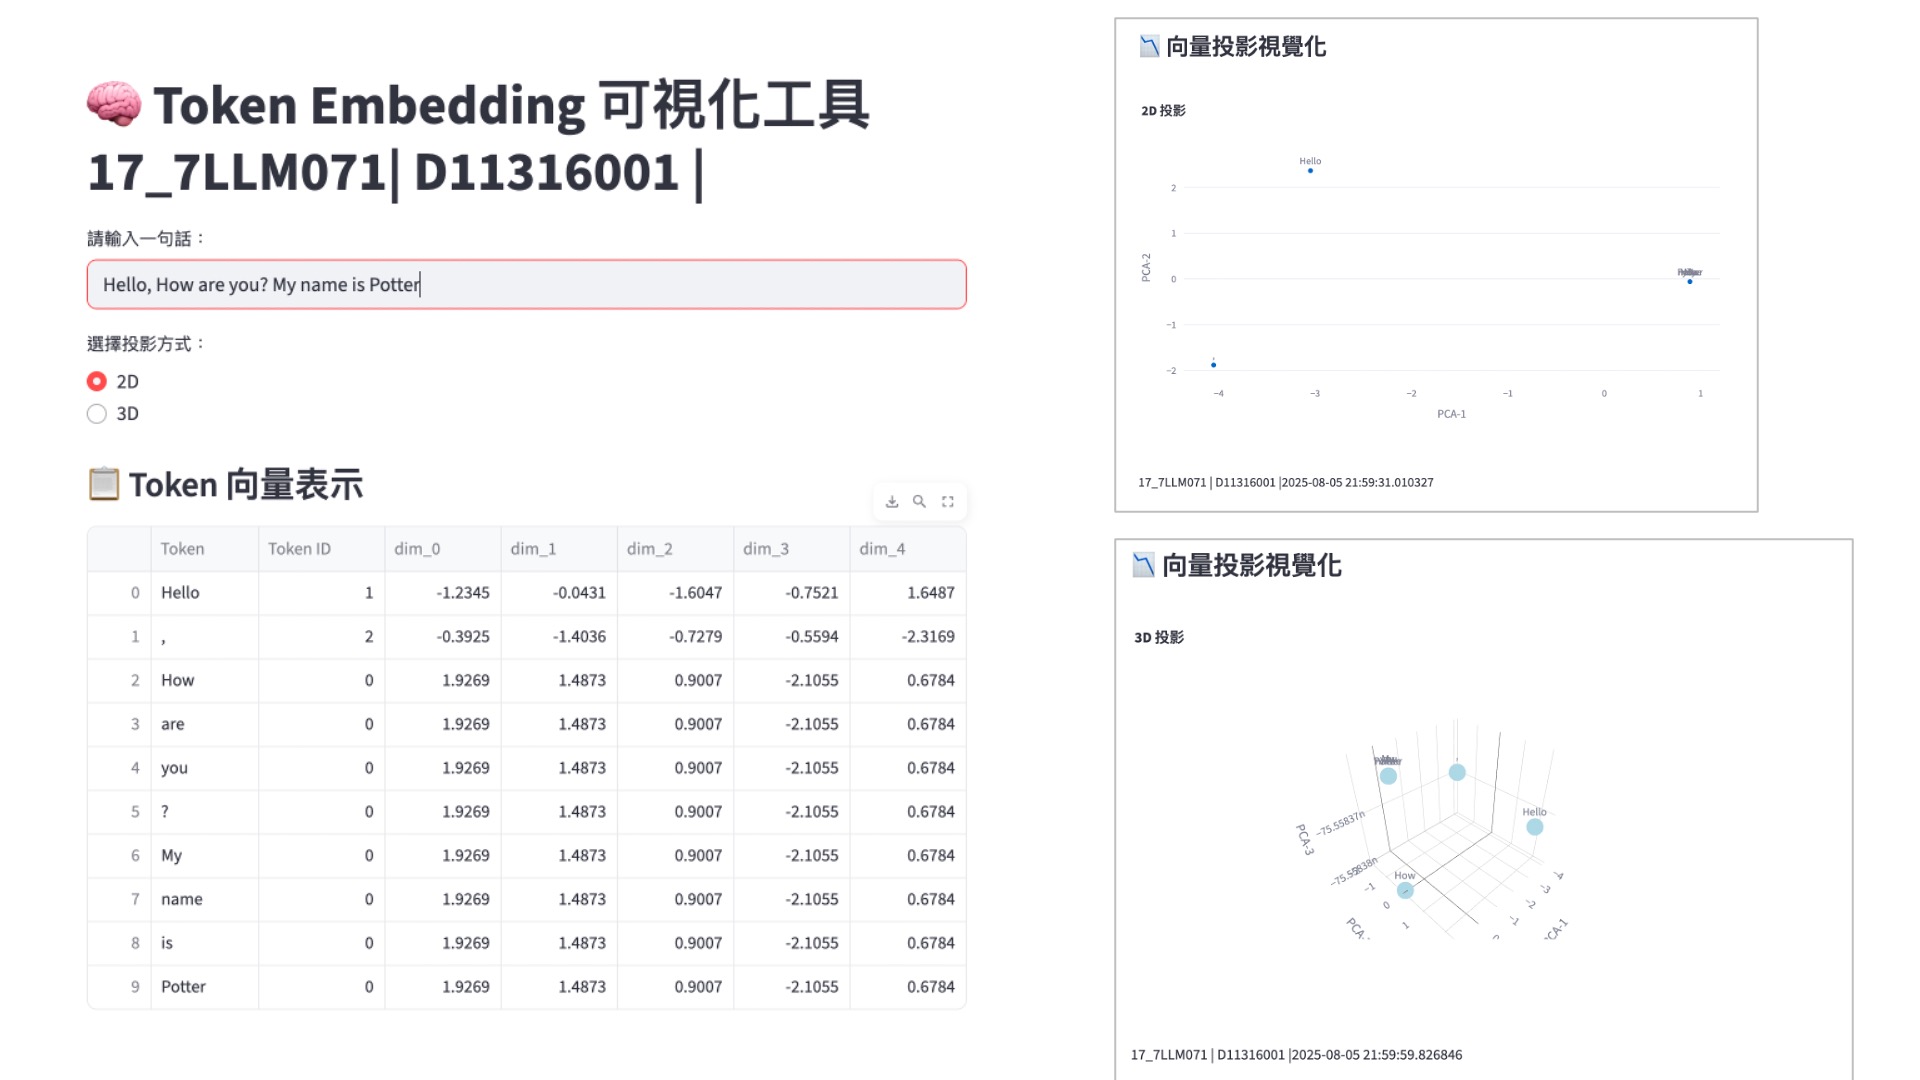 Token Embedding 可視化工具
17_7LLM071| D11316001 |
請輸入一句話：
Hello, How are you? My name is Potter
選擇投影方式：
2D
3D
Token 向量表示
Token Token ID dim_0 dim_1 dim_2 dim_3 dim_4
0 Hello 1 -1.2345 -0.0431 -1.6047 -0.7521 1.6487
1 , 2 -0.3925 -1.4036 -0.7279 -0.5594 -2.3169
2 How 0 1.9269 1.4873 0.9007 -2.1055 0.6784
3 are 0 1.9269 1.4873 0.9007 -2.1055 0.6784
4 you 0 1.9269 1.4873 0.9007 -2.1055 0.6784
5 ? 0 1.9269 1.4873 0.9007 -2.1055 0.6784
6 My 0 1.9269 1.4873 0.9007 -2.1055 0.6784
7 name 0 1.9269 1.4873 0.9007 -2.1055 0.6784
8 is 0 1.9269 1.4873 0.9007 -2.1055 0.6784
9 Potter 0 1.9269 1.4873 0.9007 -2.1055 0.6784
向量投影視覺化
2D 投影
Hello
2
1
0
−1
−2
PCA-2
,
−4 −3 −2 −1 0 1
PCA-1
17_7LLM071 | D11316001 |2025-08-05 21:59:31.010327
向量投影視覺化
3D 投影
,
Hello
How
PCA-3
−75.55837n
−75.55838n
−1
0
1
PCA-
−4
−3
−2
−1
0
CA-1
17_7LLM071 | D11316001 |2025-08-05 21:59:59.826846